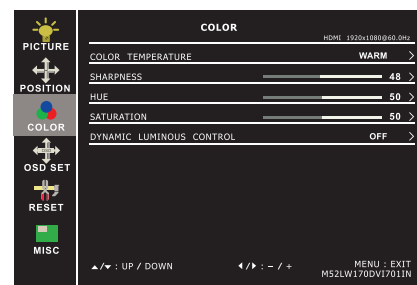 COLOR
HDMI 1920x1080@60.0Hz
PICTURE
POSITION
COLOR
OSD SET
RESET
MISC
COLOR TEMPERATURE WARM >
SHARPNESS 48 >
HUE 50 >
SATURATION 50 >
DYNAMIC LUMINOUS CONTROL OFF >
▲/▼ : UP / DOWN ◀/▶ : – / + MENU : EXIT
M52LW170DVI701IN